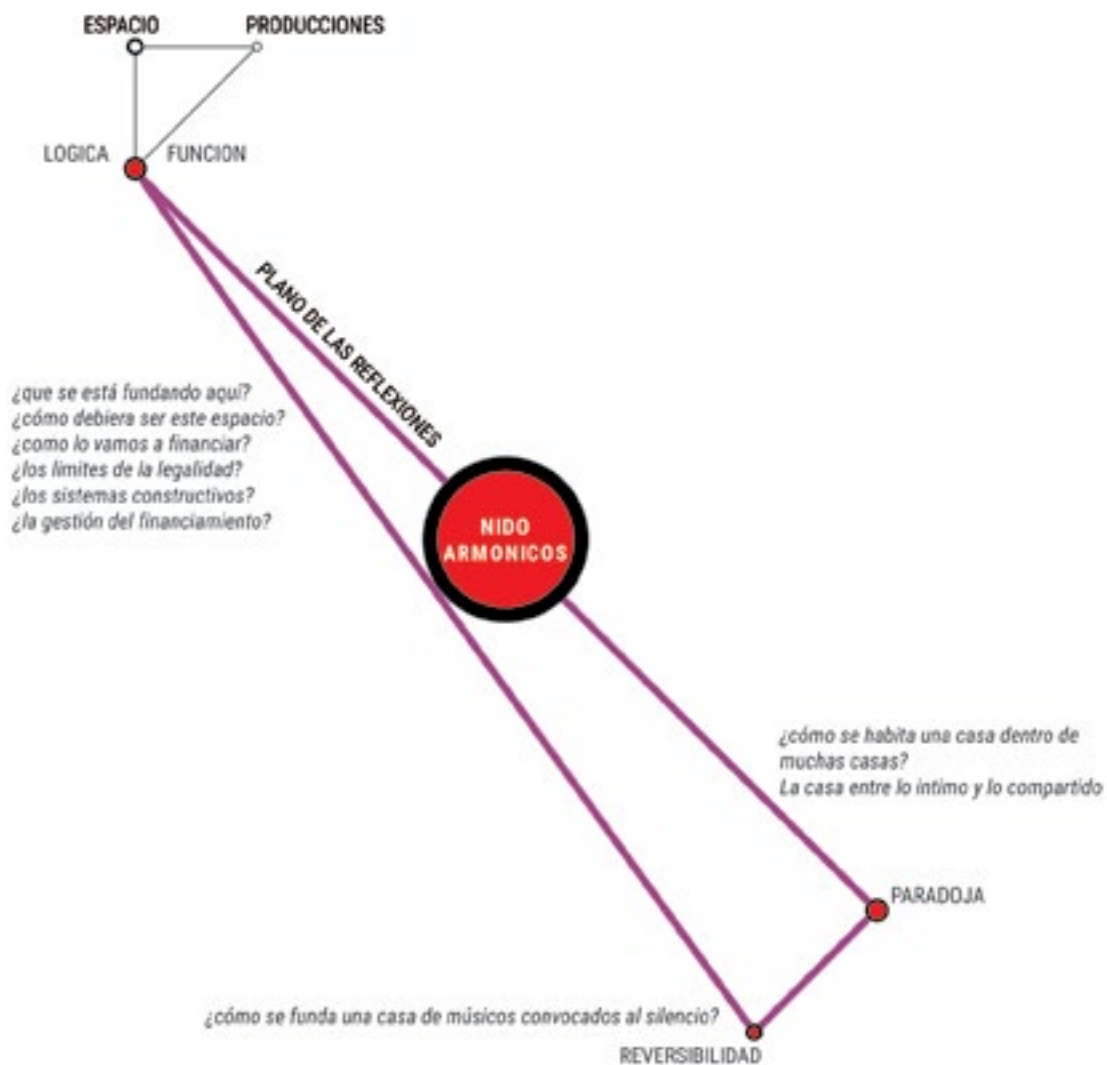 ESPACIO
PRODUCCIONES
LOGICA
FUNCION
PLANO DE LAS REFLEXIONES
¿que se está fundando aquí?
¿cómo debiera ser este espacio?
¿como lo vamos a financiar?
¿los limites de la legalidad?
¿los sistemas constructivos?
¿la gestión del financiamiento?
NIDO
ARMONICOS
¿cómo se habita una casa dentro de
muchas casas?
La casa entre lo intimo y lo compartido
PARADOJA
¿cómo se funda una casa de músicos convocados al silencio?
REVERSIBILIDAD